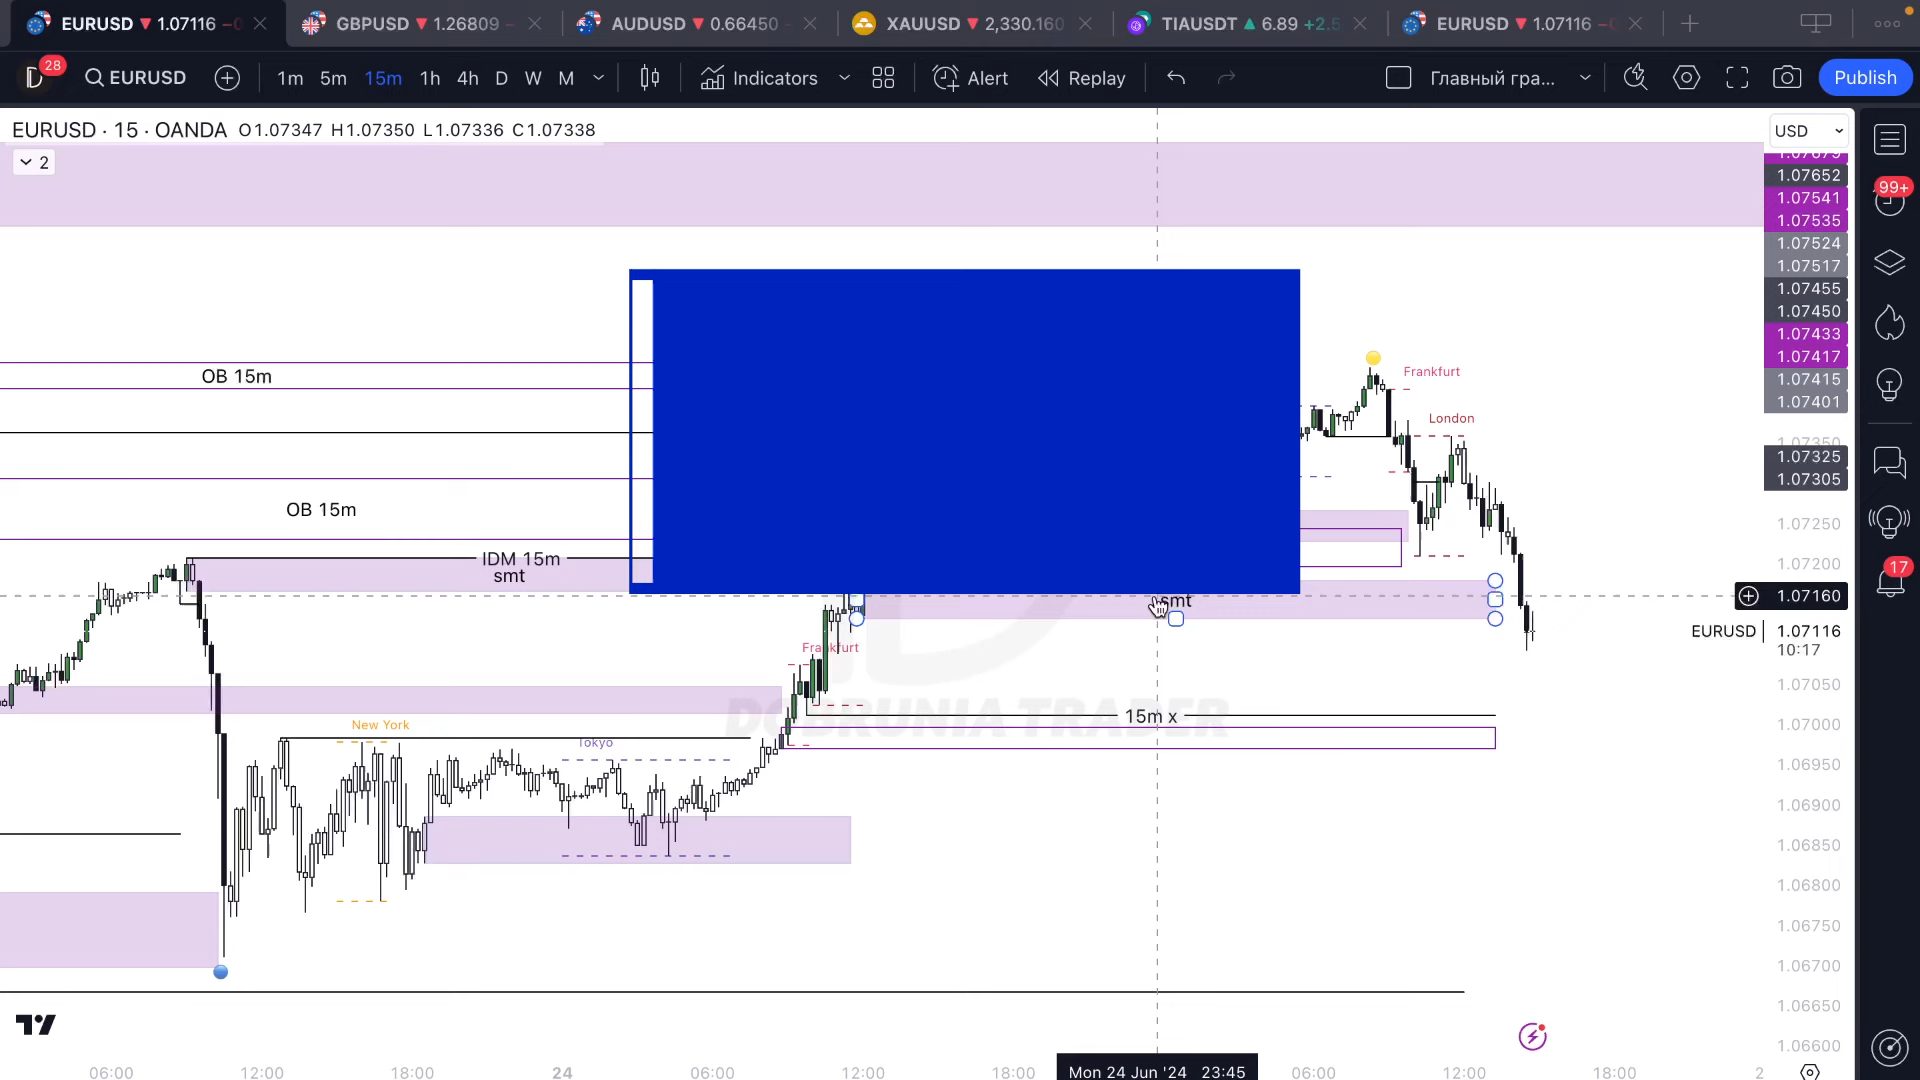 EURUSD 1.07116 GBPUSD 1.26809 AUDUSD 0.66450 XAUUSD 2,330.160 TIAUSDT 6.89 +2.5 EURUSD 1.07116
28 EURUSD 1m 5m 15m 1h 4h D W M Indicators Alert Replay Главный гра... Publish
EURUSD · 15 · OANDA O1.07347 H1.07350 L1.07336 C1.07338
USD
2
1.07652
99+
1.07541
1.07535
1.07524
1.07517
1.07455
1.07450
1.07433
1.07417
Frankfurt
OB 15m
1.07415
1.07401
London
1.07350
1.07325
1.07305
OB 15m
1.07250
IDM 15m
1.07200
smt
17
smt
1.07160
EURUSD 1.07116
10:17
Frankfurt
1.07050
DOBRUNIA TRADER
15m x
1.07000
New York
Tokyo
1.06950
1.06900
1.06850
1.06800
1.06750
1.06700
1.06650
1.06600
06:00 12:00 18:00 24 06:00 12:00 18:00 Mon 24 Jun '24 23:45 06:00 12:00 18:00 2